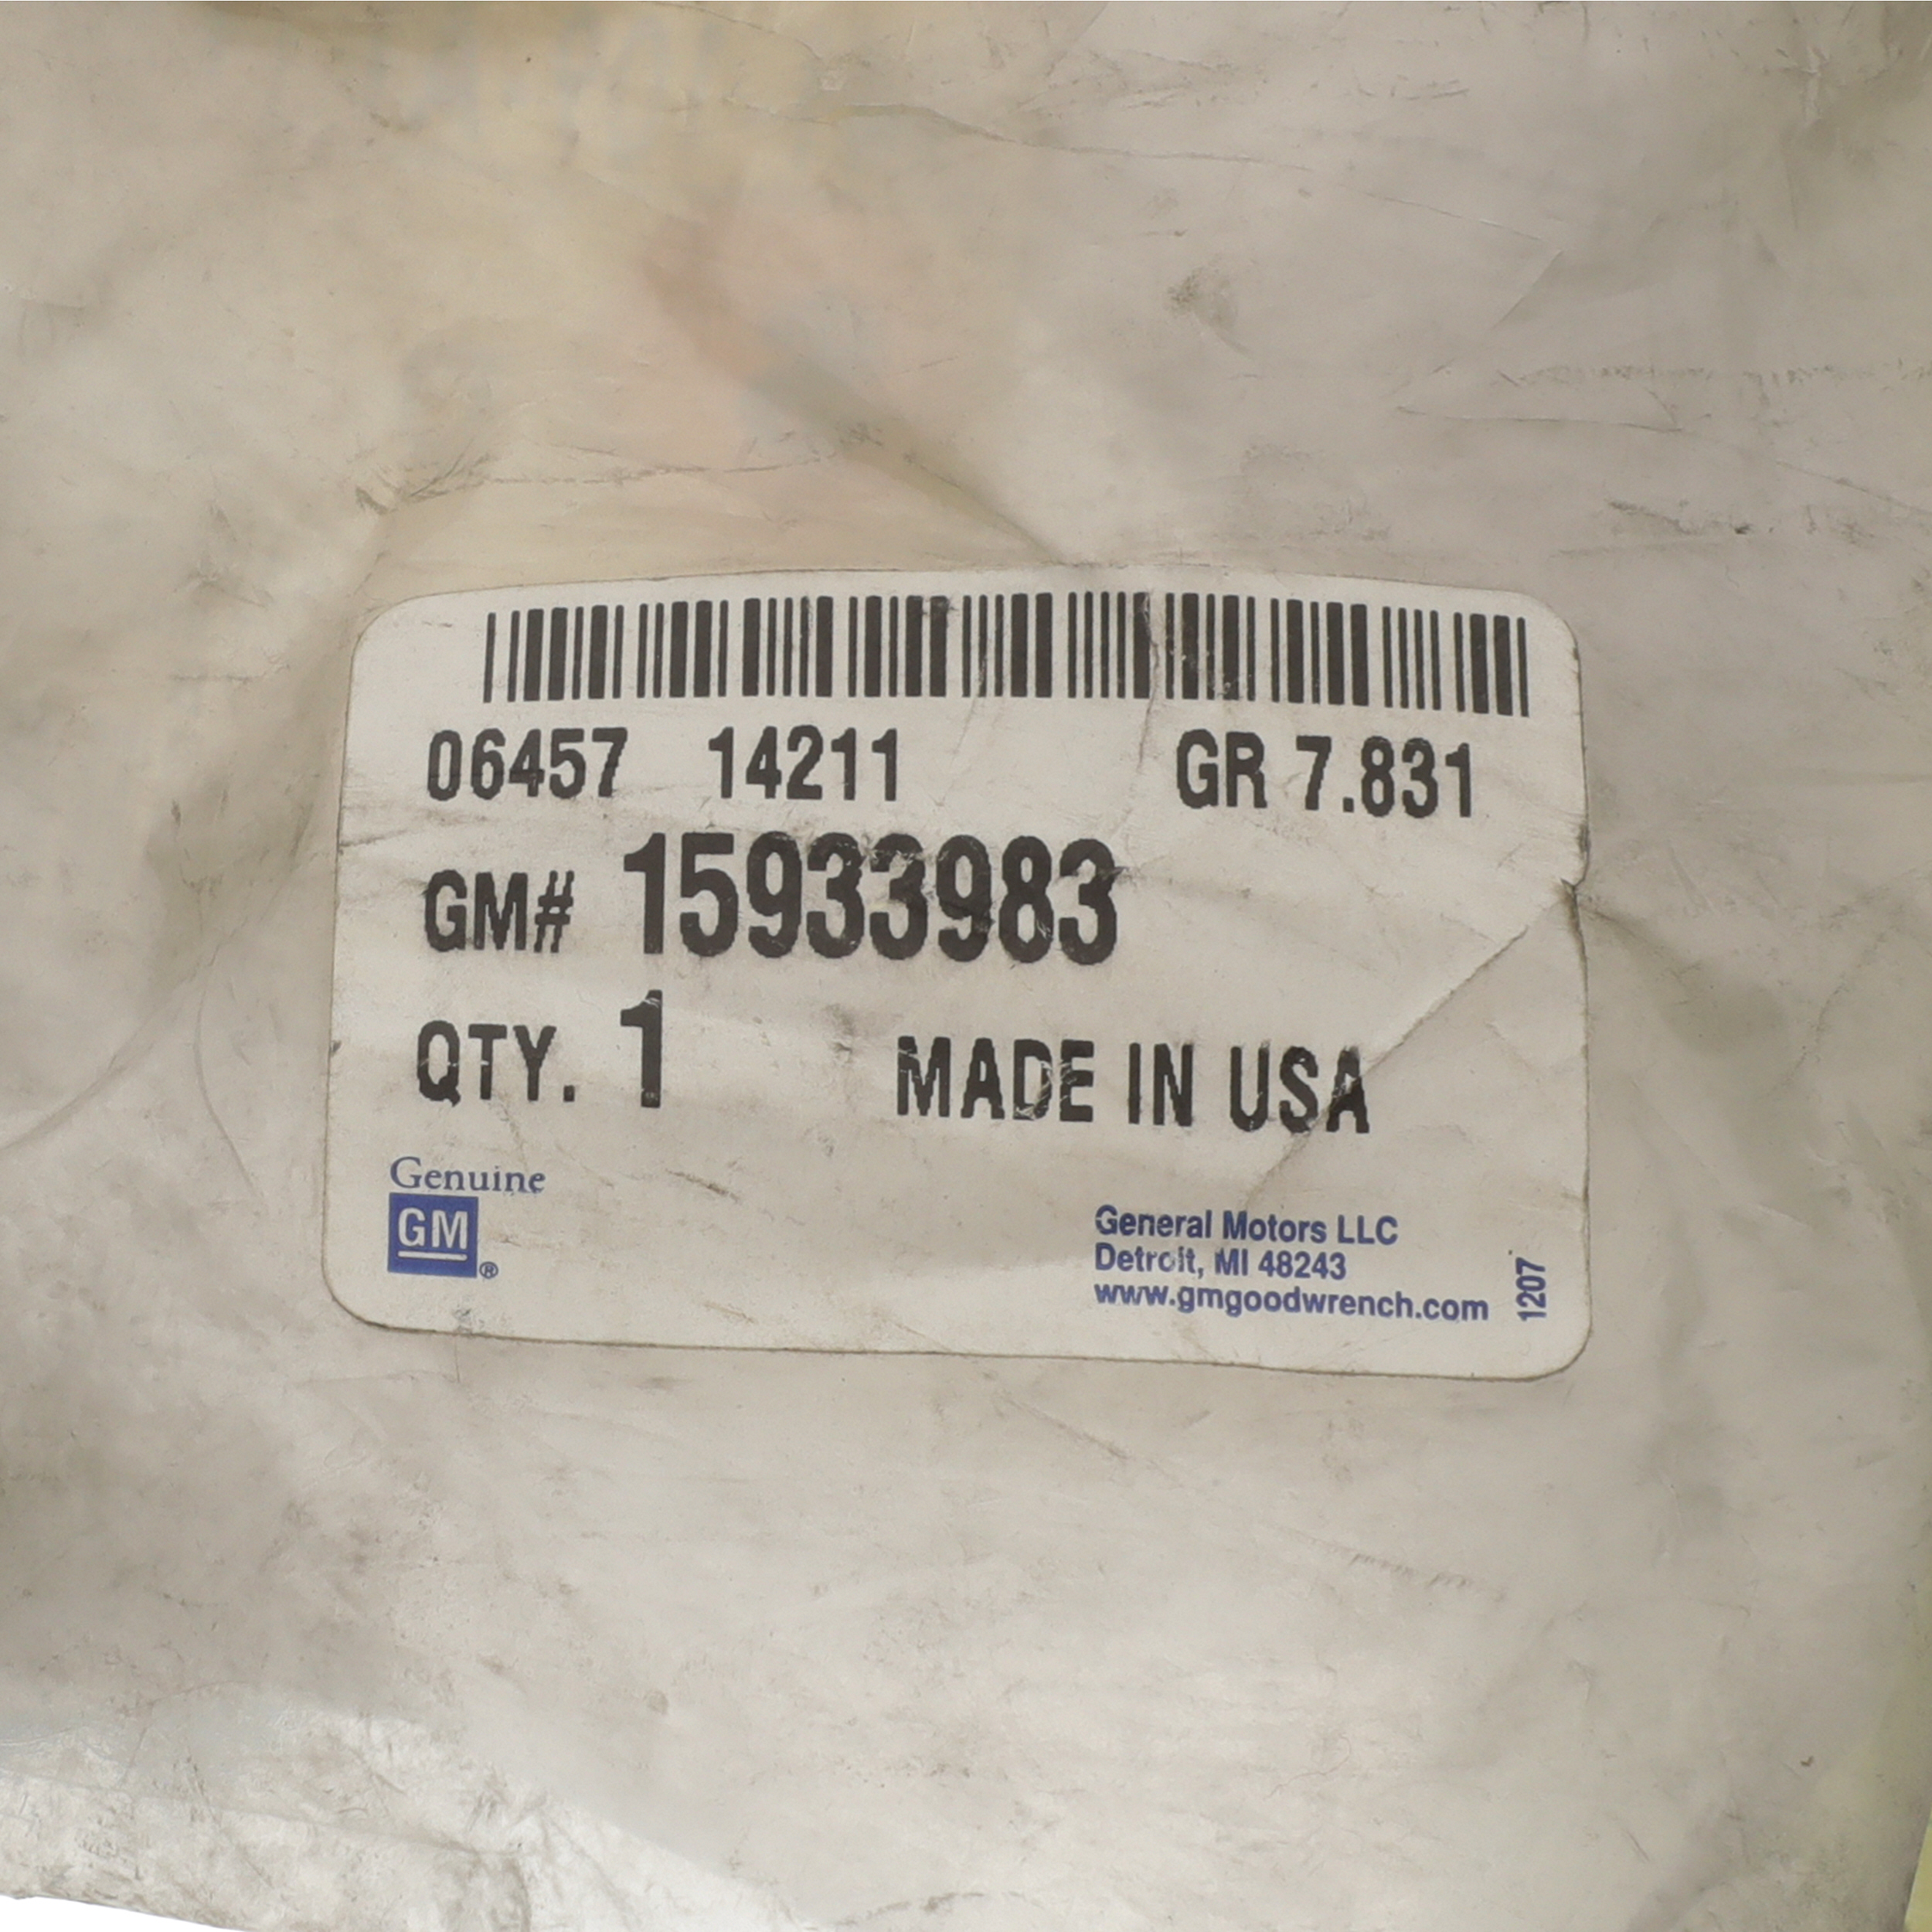 06457 14211 GR 7.831
GM# 15933983
QTY. 1 MADE IN USA
Genuine
GM®
General Motors LLC
Detroit, MI 48243
www.gmgoodwrench.com
1207